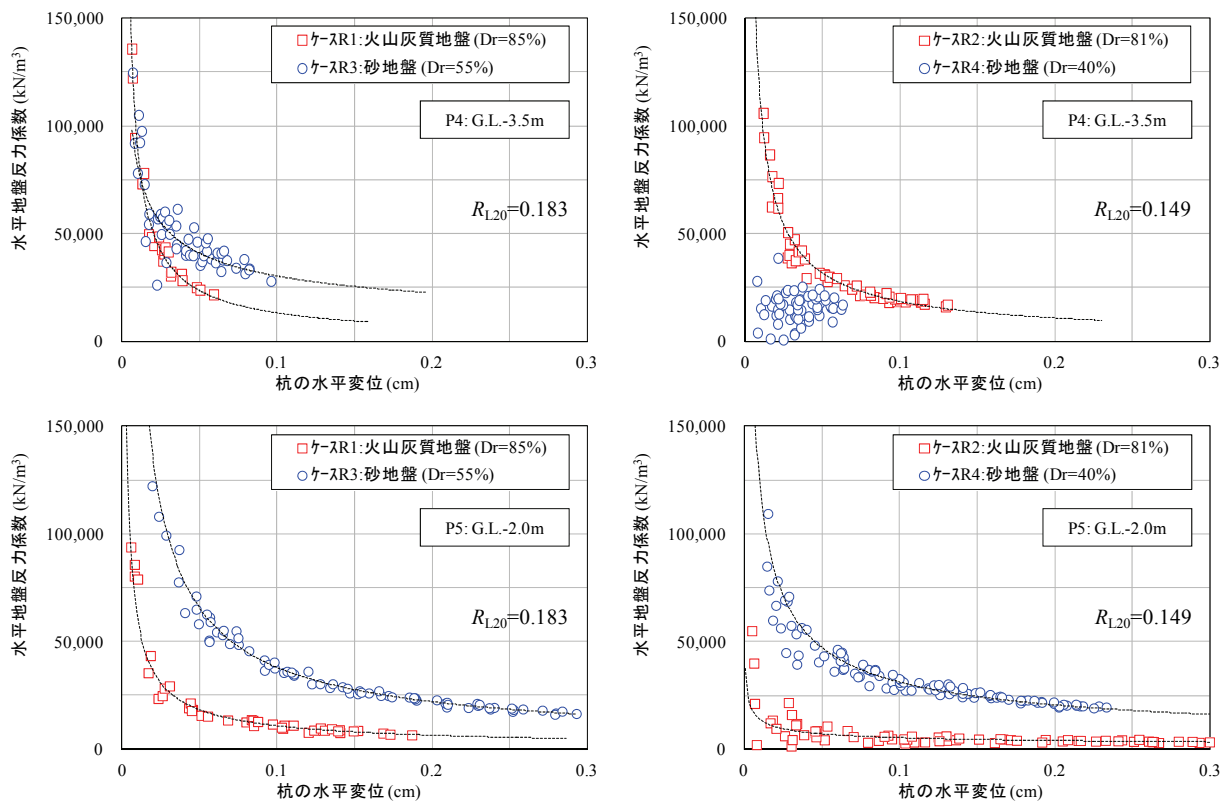 150,000
100,000
50,000
0
水平地盤反力係数 (kN/m³)
□ケースR1:火山灰質地盤 (Dr=85%)
○ケースR3:砂地盤 (Dr=55%)
P4: G.L.-3.5m
RL20=0.183
0 0.1 0.2 0.3
杭の水平変位 (cm)
150,000
100,000
50,000
0
水平地盤反力係数 (kN/m³)
□ケースR2:火山灰質地盤 (Dr=81%)
○ケースR4:砂地盤 (Dr=40%)
P4: G.L.-3.5m
RL20=0.149
0 0.1 0.2 0.3
杭の水平変位 (cm)
150,000
100,000
50,000
0
水平地盤反力係数 (kN/m³)
□ケースR1:火山灰質地盤 (Dr=85%)
○ケースR3:砂地盤 (Dr=55%)
P5: G.L.-2.0m
RL20=0.183
0 0.1 0.2 0.3
杭の水平変位 (cm)
150,000
100,000
50,000
0
水平地盤反力係数 (kN/m³)
□ケースR2:火山灰質地盤 (Dr=81%)
○ケースR4:砂地盤 (Dr=40%)
P5: G.L.-2.0m
RL20=0.149
0 0.1 0.2 0.3
杭の水平変位 (cm)